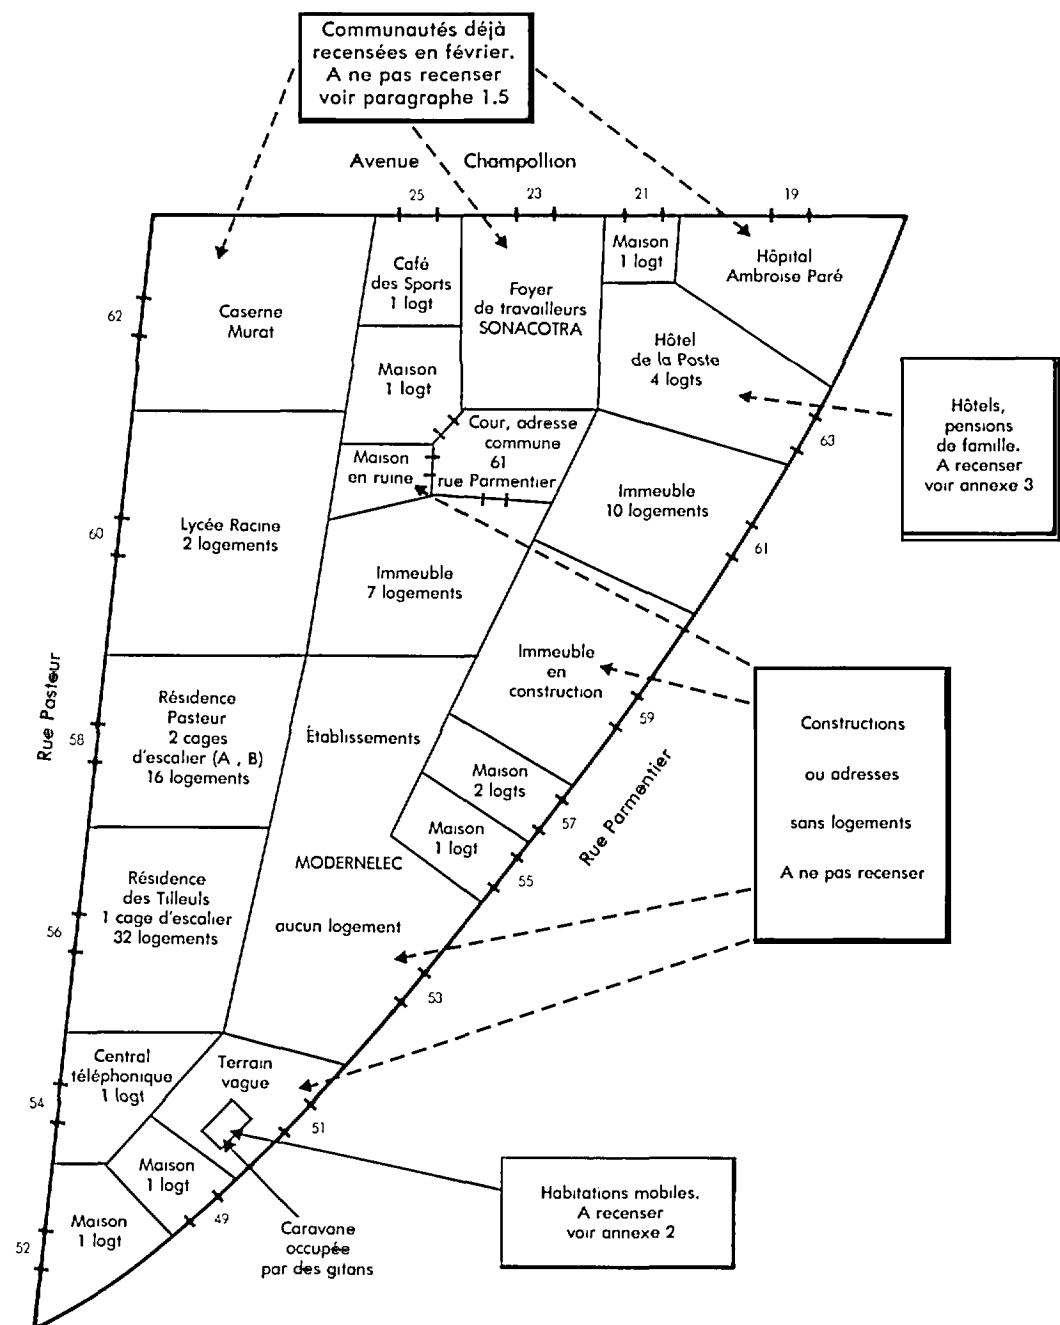 Communautés déjà
recensées en février.
A ne pas recenser
voir paragraphe 1.5
Avenue Champollion
25
23
21
19
Caserne
Murat
Café
des Sports
1 logt
Foyer
de travailleurs
SONACOTRA
Maison
1 logt
Hôpital
Ambroise Paré
62
Maison
1 logt
Hôtel
de la Poste
4 logts
Hôtels,
pensions
de famille.
A recenser
voir annexe 3
63
Cour, adresse
commune
61
rue Parmentier
Maison
en ruine
Immeuble
10 logements
61
Lycée Racine
2 logements
60
Immeuble
7 logements
Immeuble
en
construction
59
Rue Pasteur
Résidence
Pasteur
2 cages
d'escalier (A , B)
16 logements
58
Établissements
MODERNELEC
aucun logement
Maison
2 logts
57
Rue Parmentier
Maison
1 logt
55
Constructions
ou adresses
sans logements
A ne pas recenser
Résidence
des Tilleuls
1 cage d'escalier
32 logements
56
53
Central
téléphonique
1 logt
54
Terrain
vague
51
Maison
1 logt
49
Maison
1 logt
52
Caravane
occupée
par des gitans
Habitations mobiles.
A recenser
voir annexe 2